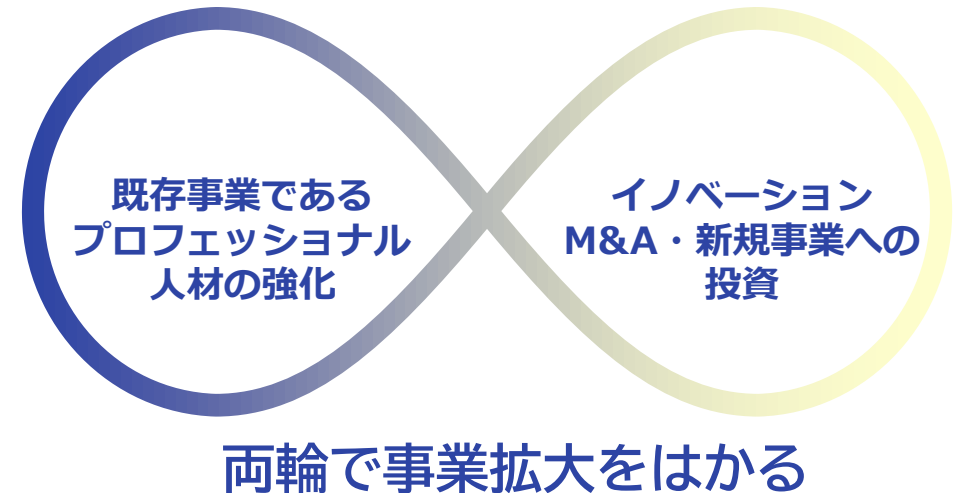 既存事業である
プロフェッショナル
人材の強化
イノベーション
M&A・新規事業への
投資
両輪で事業拡大をはかる